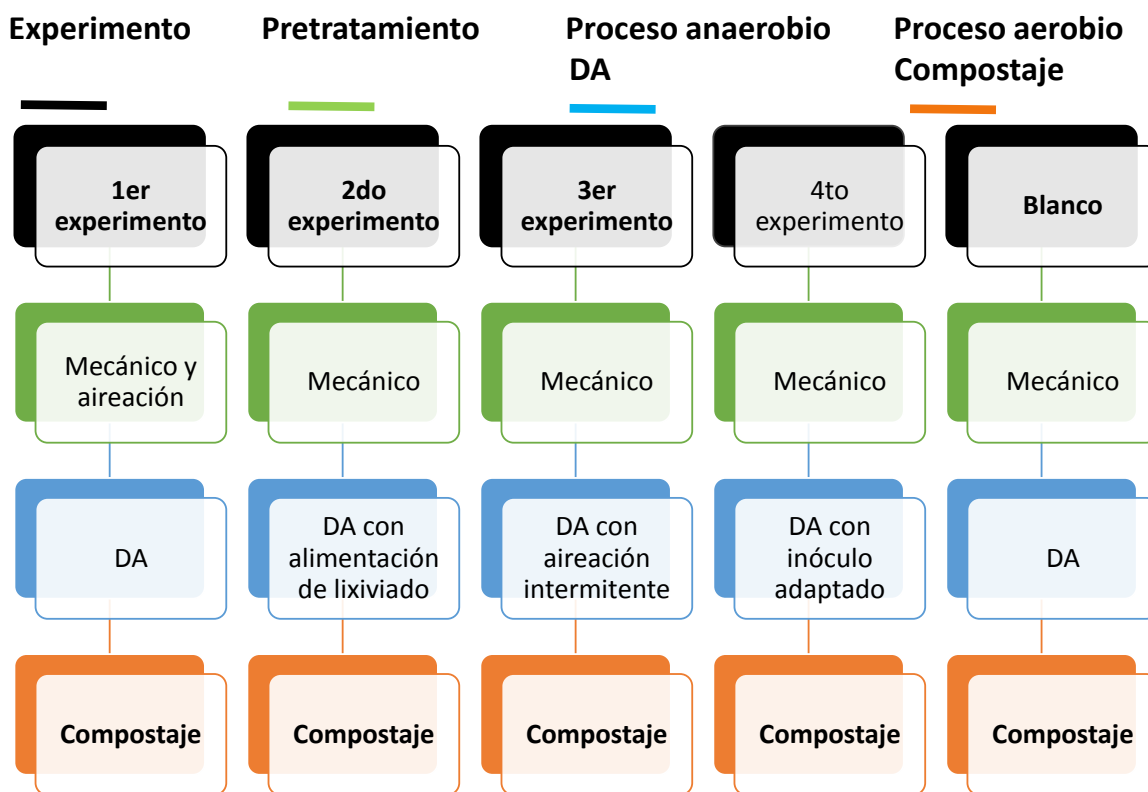 Experimento
Pretratamiento
Proceso anaerobio
DA
Proceso aerobio
Compostaje
1er
experimento
2do
experimento
3er
experimento
4to
experimento
Blanco
Mecánico y
aireación
Mecánico
Mecánico
Mecánico
Mecánico
DA
DA con
alimentación
de lixiviado
DA con
aireación
intermitente
DA con
inóculo
adaptado
DA
Compostaje
Compostaje
Compostaje
Compostaje
Compostaje